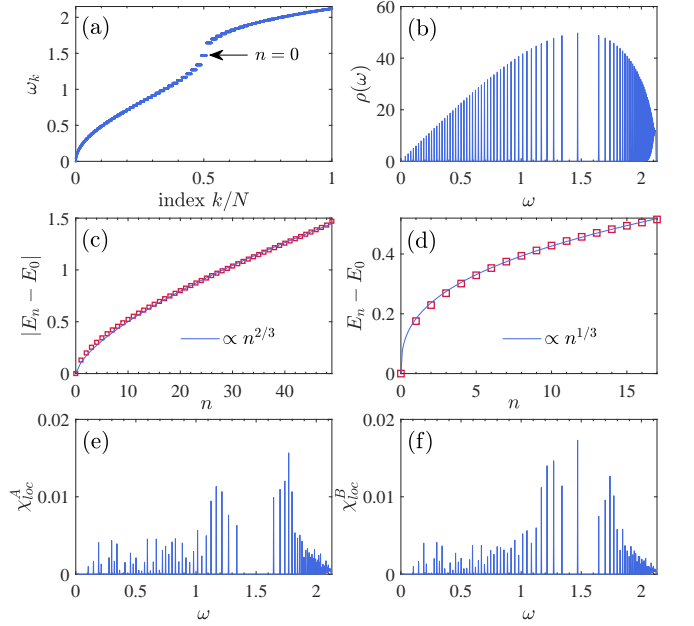 (a)
2
1.5
1
0.5
0
ω_k
n = 0
0 0.5 1
index k/N
(b)
60
40
20
0
ρ(ω)
0 0.5 1 1.5 2
ω
(c)
1.5
1
0.5
0
|E_n − E_0|
∝ n^{2/3}
0 10 20 30 40
n
(d)
0.4
0.2
0
E_n − E_0
∝ n^{1/3}
0 5 10 15
n
(e)
0.02
0.01
0
χ^A_{loc}
0 0.5 1 1.5 2
ω
(f)
0.02
0.01
0
χ^B_{loc}
0 0.5 1 1.5 2
ω